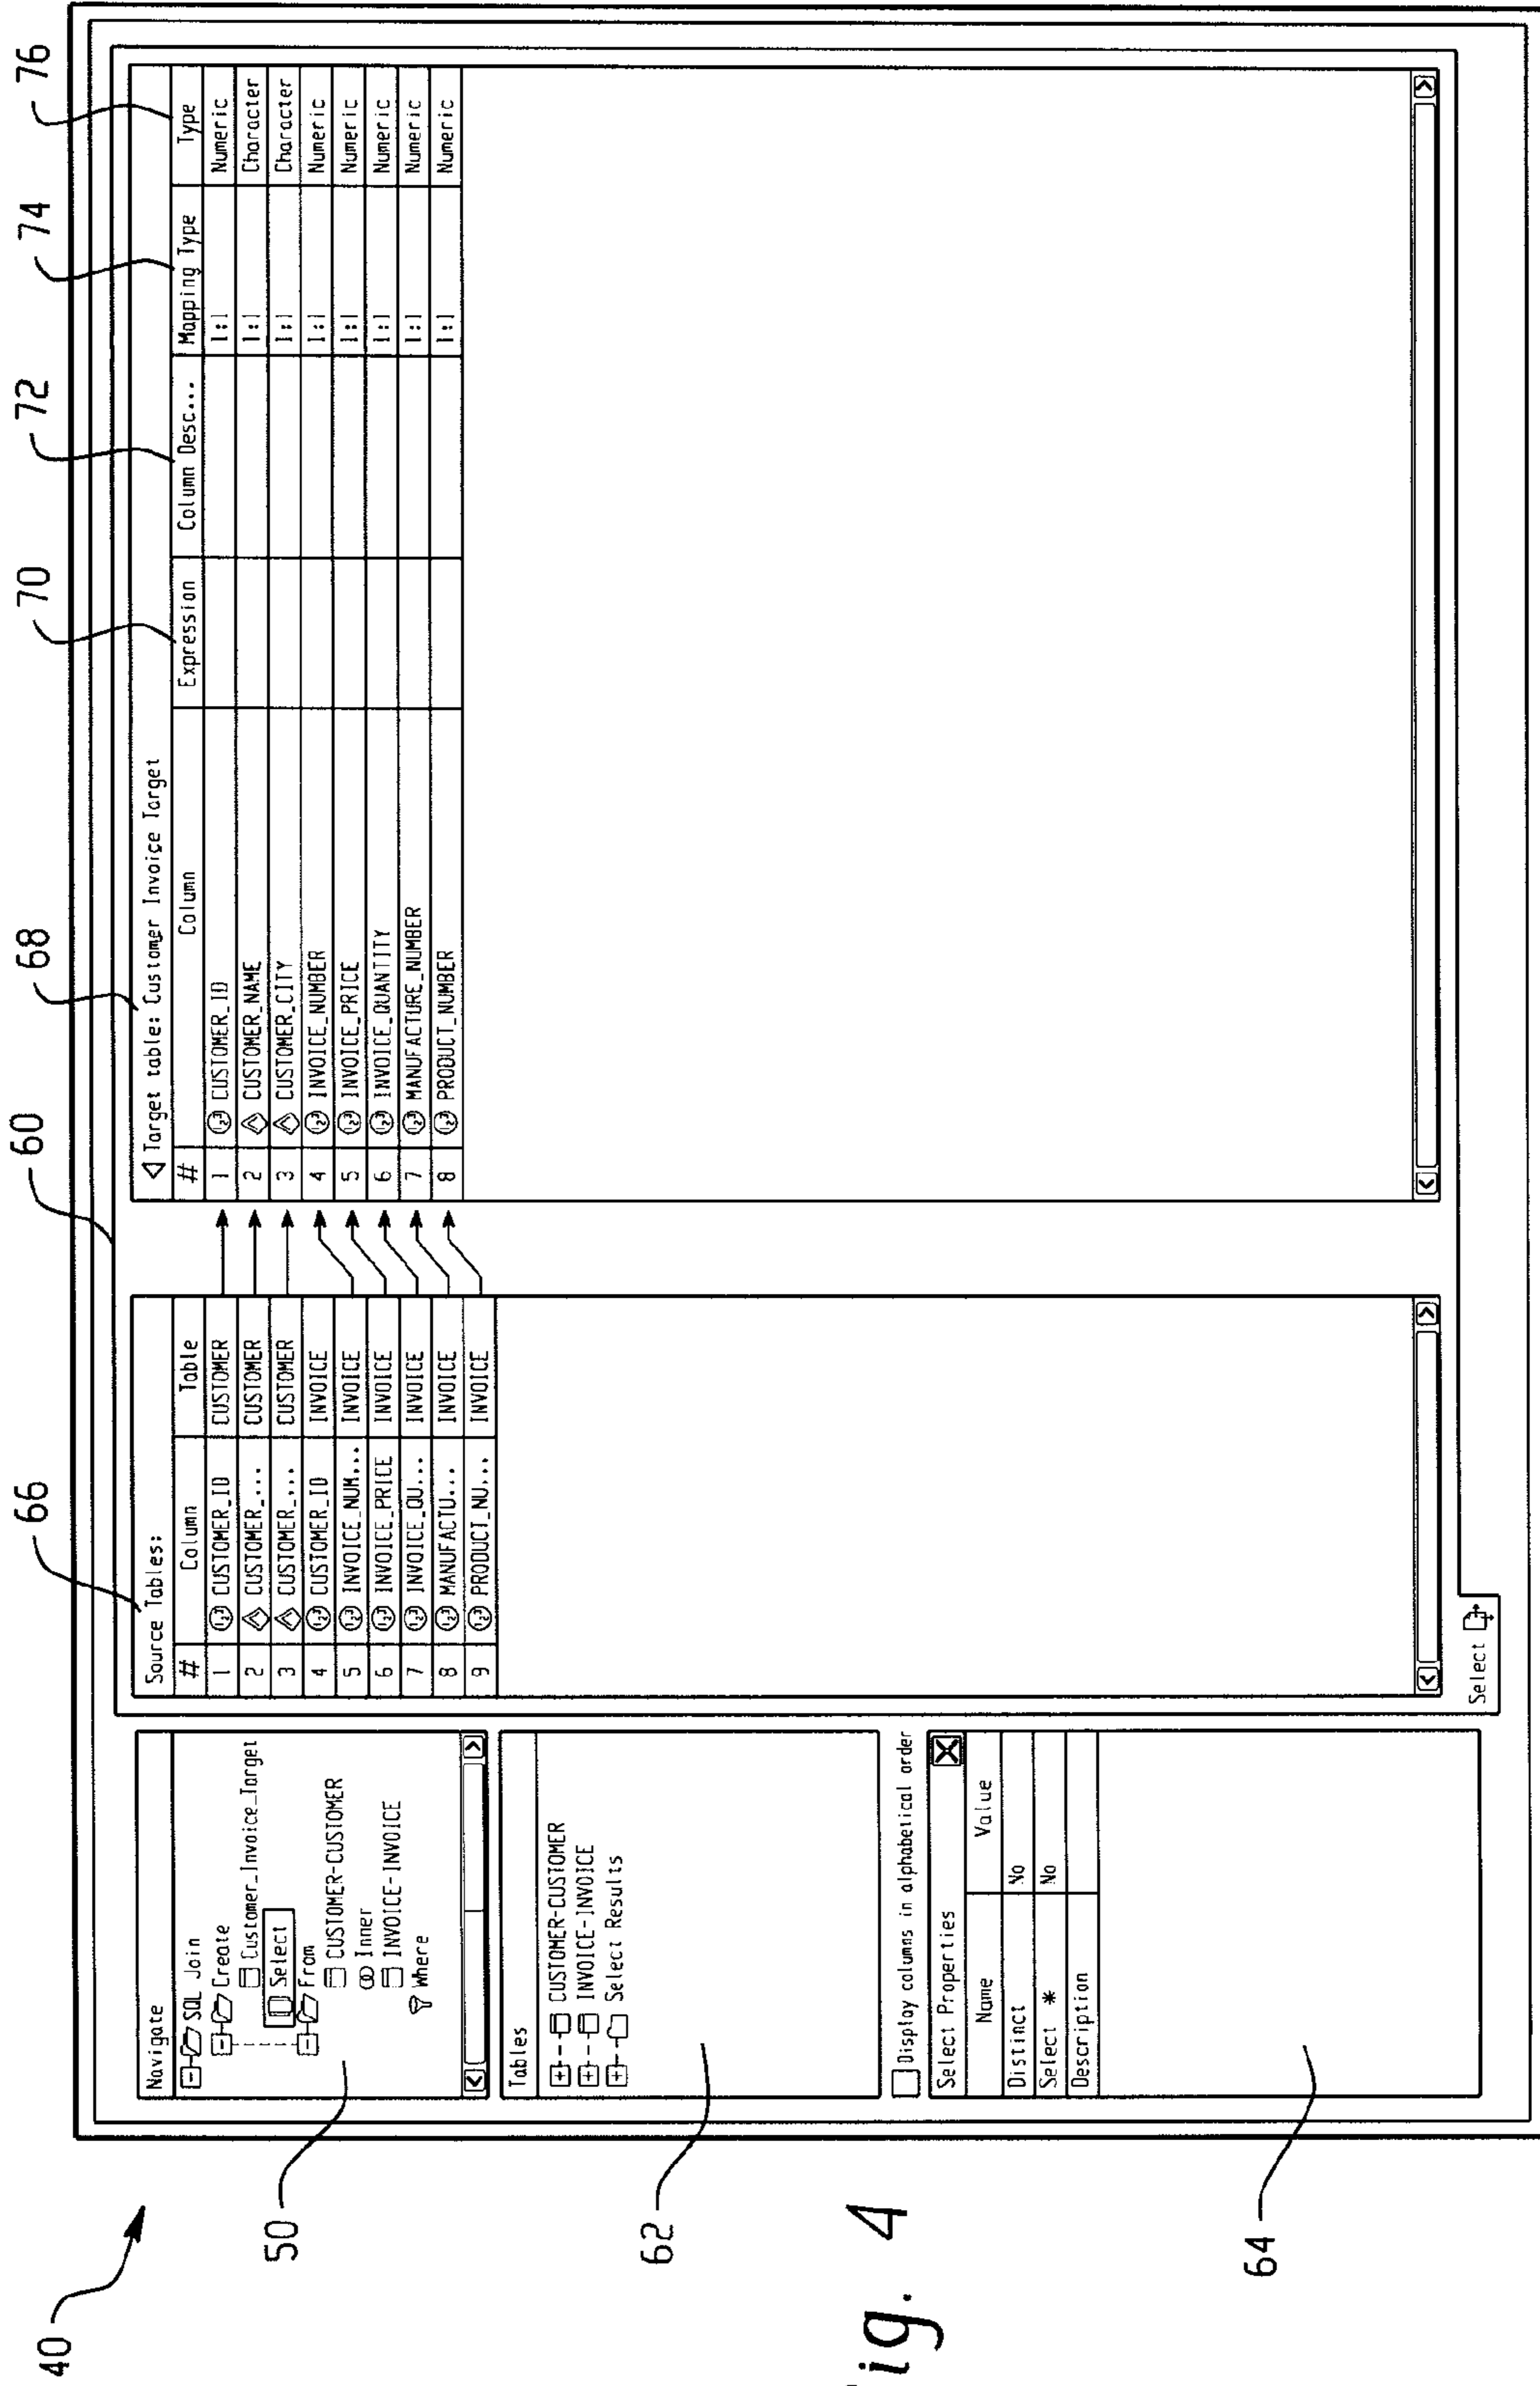 40
50
62
64
66
60
68
70
72
74
76
Navigate
SQL Join
Create
Customer_Invoice_Target
Select
From
CUSTOMER-CUSTOMER
Inner
INVOICE-INVOICE
Where
Tables
CUSTOMER-CUSTOMER
INVOICE-INVOICE
Select Results
Display columns in alphabetical order
Select Properties
Name Value
Distinct No
Select * No
Description
Source Tables:
# Column Table
1 CUSTOMER_ID CUSTOMER
2 CUSTOMER_... CUSTOMER
3 CUSTOMER_... CUSTOMER
4 CUSTOMER_ID INVOICE
5 INVOICE_NUM... INVOICE
6 INVOICE_PRICE INVOICE
7 INVOICE_QU... INVOICE
8 MANUFACTU... INVOICE
9 PRODUCT_NU... INVOICE
Target table: Customer Invoice Target
# Column Expression Column Desc... Mapping Type Type
1 CUSTOMER_ID 1:1 Numeric
2 CUSTOMER_NAME 1:1 Character
3 CUSTOMER_CITY 1:1 Character
4 INVOICE_NUMBER 1:1 Numeric
5 INVOICE_PRICE 1:1 Numeric
6 INVOICE_QUANTITY 1:1 Numeric
7 MANUFACTURE_NUMBER 1:1 Numeric
8 PRODUCT_NUMBER 1:1 Numeric
Select
ig. 4